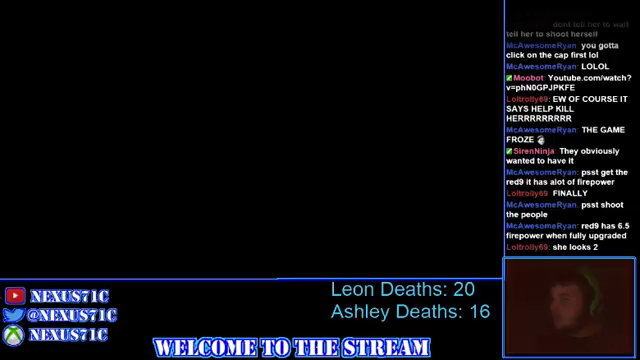 dont tell her to wait
tell her to shoot herself
McAwesomeRyan: you gotta
click on the cap first lol
McAwesomeRyan: LOLOL
Moobot: Youtube.com/watch?
v=phN0GPJPKFE
Loltrolly69: EW OF COURSE IT
SAYS HELP KILL
HERRRRRRRRR
McAwesomeRyan: THE GAME
FROZE
SirenNinja: They obviously
wanted to have it
McAwesomeRyan: psst get the
red9 it has alot of firepower
Loltrolly69: FINALLY
McAwesomeRyan: psst shoot
the people
McAwesomeRyan: red9 has 6.5
firepower when fully upgraded
Loltrolly69: she looks 2
Leon Deaths: 20
Ashley Deaths: 16
NEXUS71C
@NEXUS71C
NEXUS71C
WELCOME TO THE STREAM